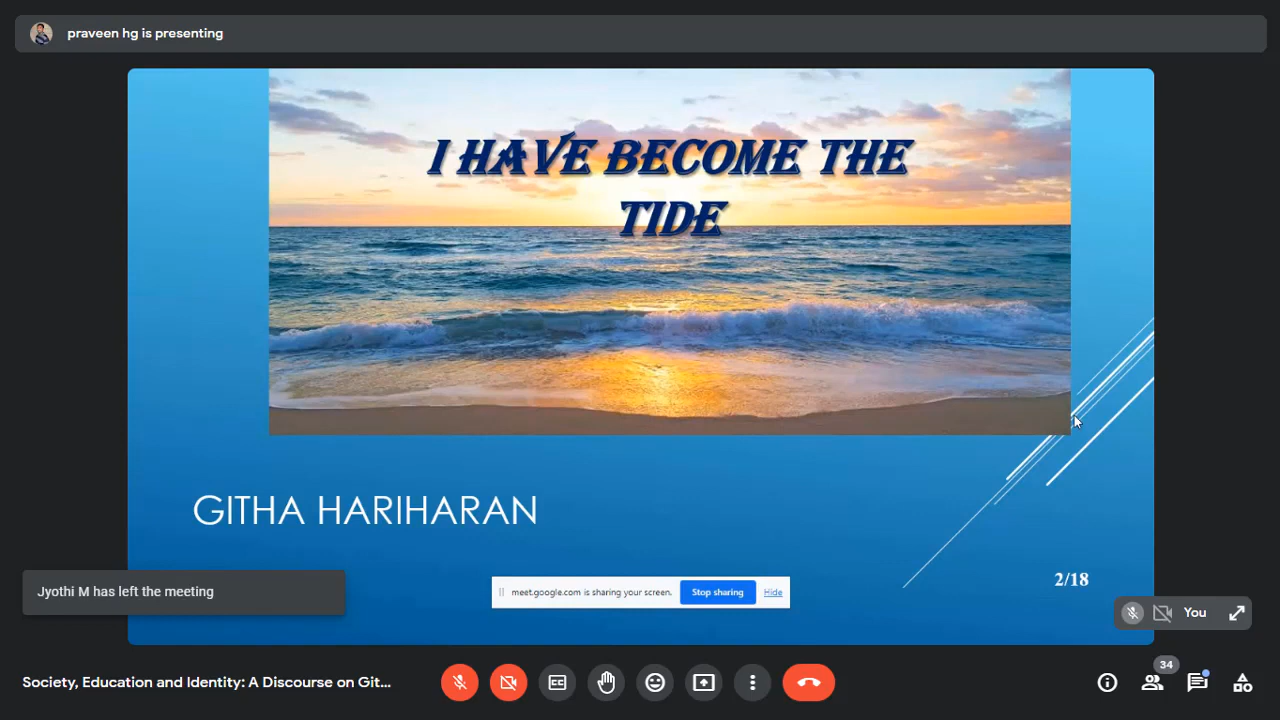 praveen hg is presenting
I HAVE BECOME THE
TIDE
GITHA HARIHARAN
2/18
Jyothi M has left the meeting
meet.google.com is sharing your screen. Stop sharing Hide
You
34
Society, Education and Identity: A Discourse on Git...